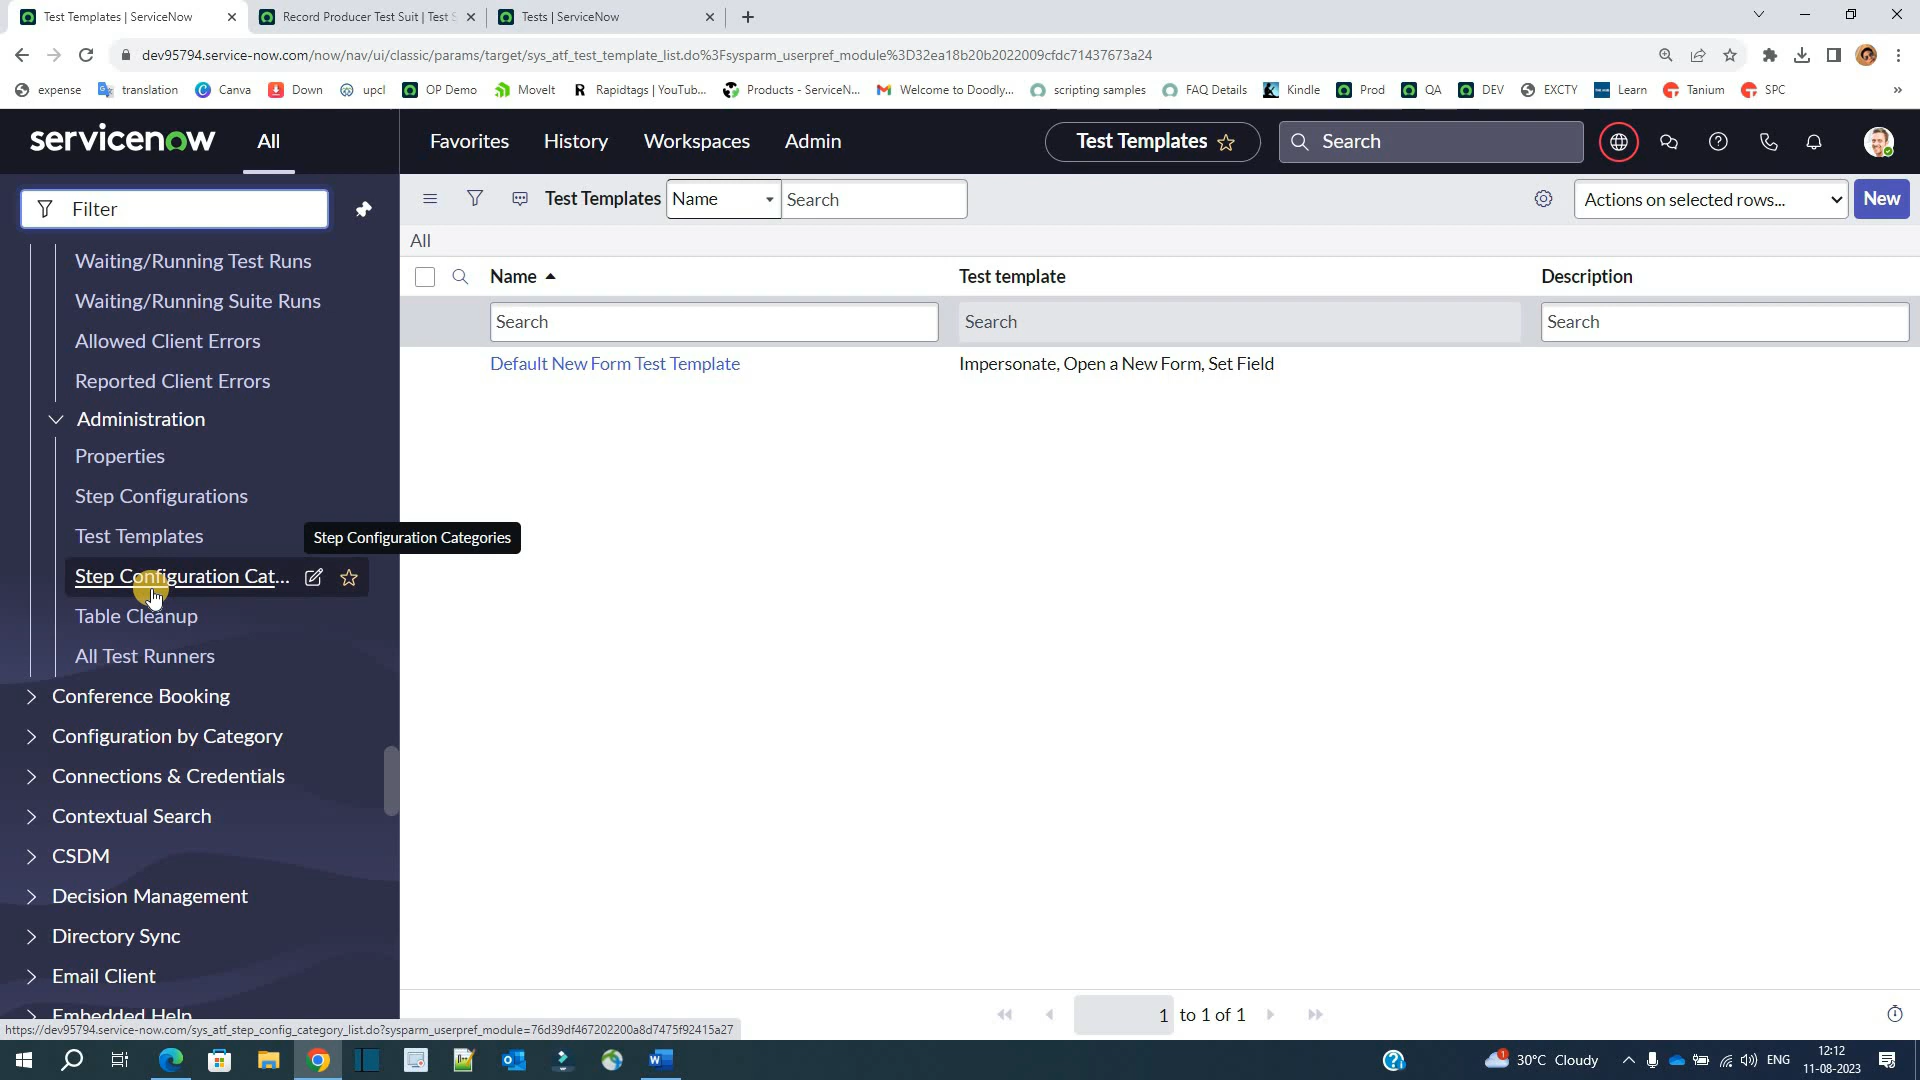 Test Templates | ServiceNow
Record Producer Test Suit | Test S
Tests | ServiceNow
dev95794.service-now.com/now/nav/ui/classic/params/target/sys_atf_test_template_list.do%3Fsysparm_userpref_module%3D32ea18b20b2022009cfdc71437673a24
expense
translation
Canva
Down
upcl
OP Demo
MoveIt
Rapidtags | YouTub...
Products - ServiceN...
Welcome to Doodly...
scripting samples
FAQ Details
Kindle
Prod
QA
DEV
EXCTY
Learn
Tanium
SPC
servicenow
All
Favorites
History
Workspaces
Admin
Test Templates
Search
Filter
Test Templates
Name
Search
Actions on selected rows...
New
All
Name
Test template
Description
Search
Search
Search
Default New Form Test Template
Impersonate, Open a New Form, Set Field
Waiting/Running Test Runs
Waiting/Running Suite Runs
Allowed Client Errors
Reported Client Errors
Administration
Properties
Step Configurations
Test Templates
Step Configuration Categories
Step Configuration Cat...
Table Cleanup
All Test Runners
Conference Booking
Configuration by Category
Connections & Credentials
Contextual Search
CSDM
Decision Management
Directory Sync
Email Client
Embedded Help
1 to 1 of 1
https://dev95794.service-now.com/sys_atf_step_config_category_list.do?sysparm_userpref_module=76d39df467202200a8d7475f92415a27
30°C Cloudy
ENG
12:12
11-08-2023